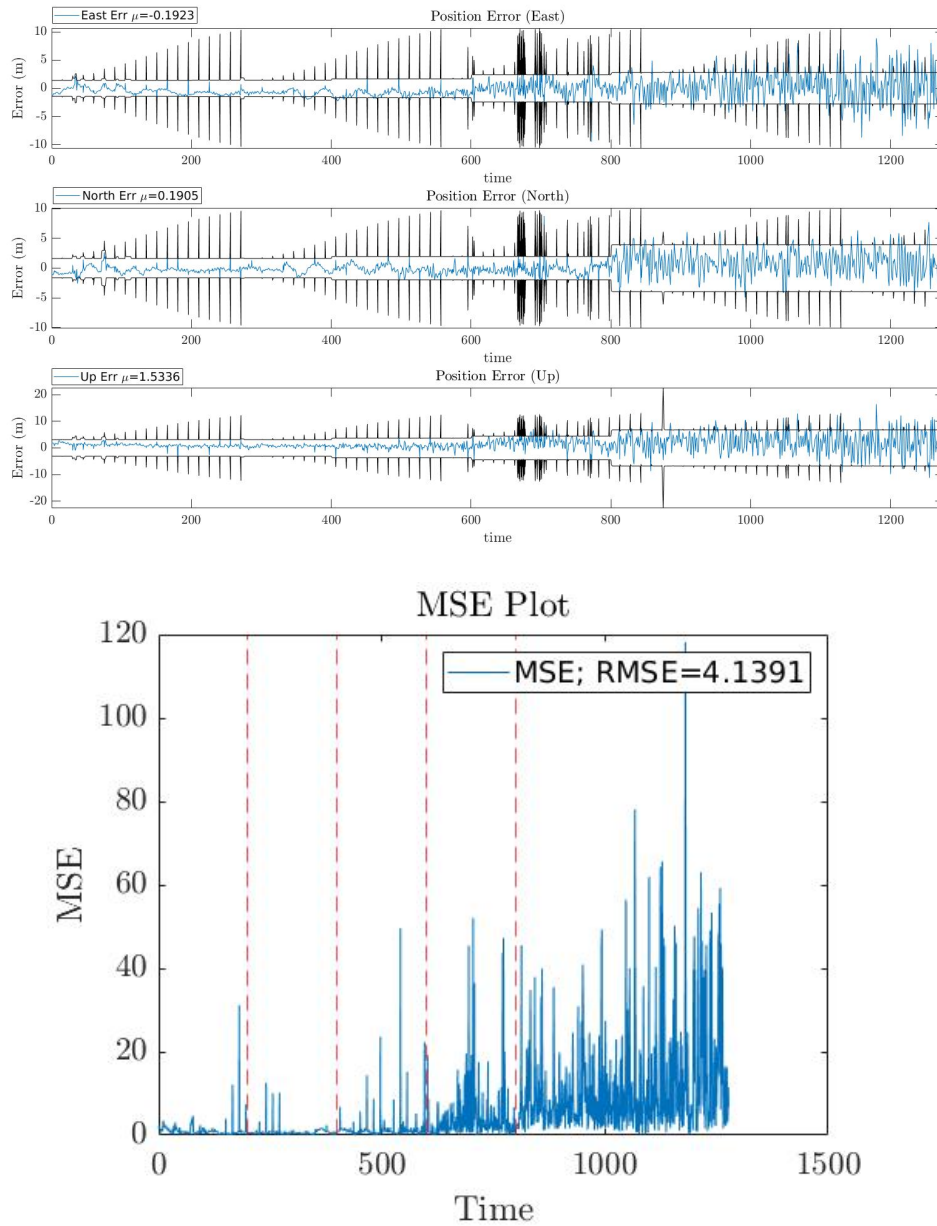 East Err μ=-0.1923
Position Error (East)
Error (m)
10
5
0
-5
-10
0 200 400 600 800 1000 1200
time
North Err μ=0.1905
Position Error (North)
Error (m)
10
5
0
-5
-10
0 200 400 600 800 1000 1200
time
Up Err μ=1.5336
Position Error (Up)
Error (m)
20
10
0
-10
-20
0 200 400 600 800 1000 1200
time
MSE Plot
MSE; RMSE=4.1391
MSE
120
100
80
60
40
20
0
0 500 1000 1500
Time